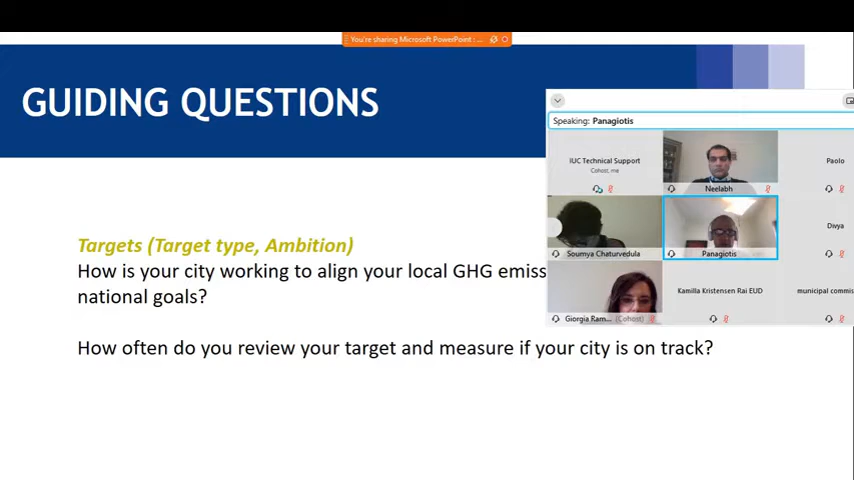 You're sharing Microsoft PowerPoint : ...
GUIDING QUESTIONS
Speaking: Panagiotis
IUC Technical Support
Cohost, me
Neelabh
Paolo
Soumya Chaturvedula
Panagiotis
Divya
Giorgia Ram... (Cohost)
Kamilla Kristensen Rai EUD
municipal commis
Targets (Target type, Ambition)
How is your city working to align your local GHG emiss
national goals?
How often do you review your target and measure if your city is on track?